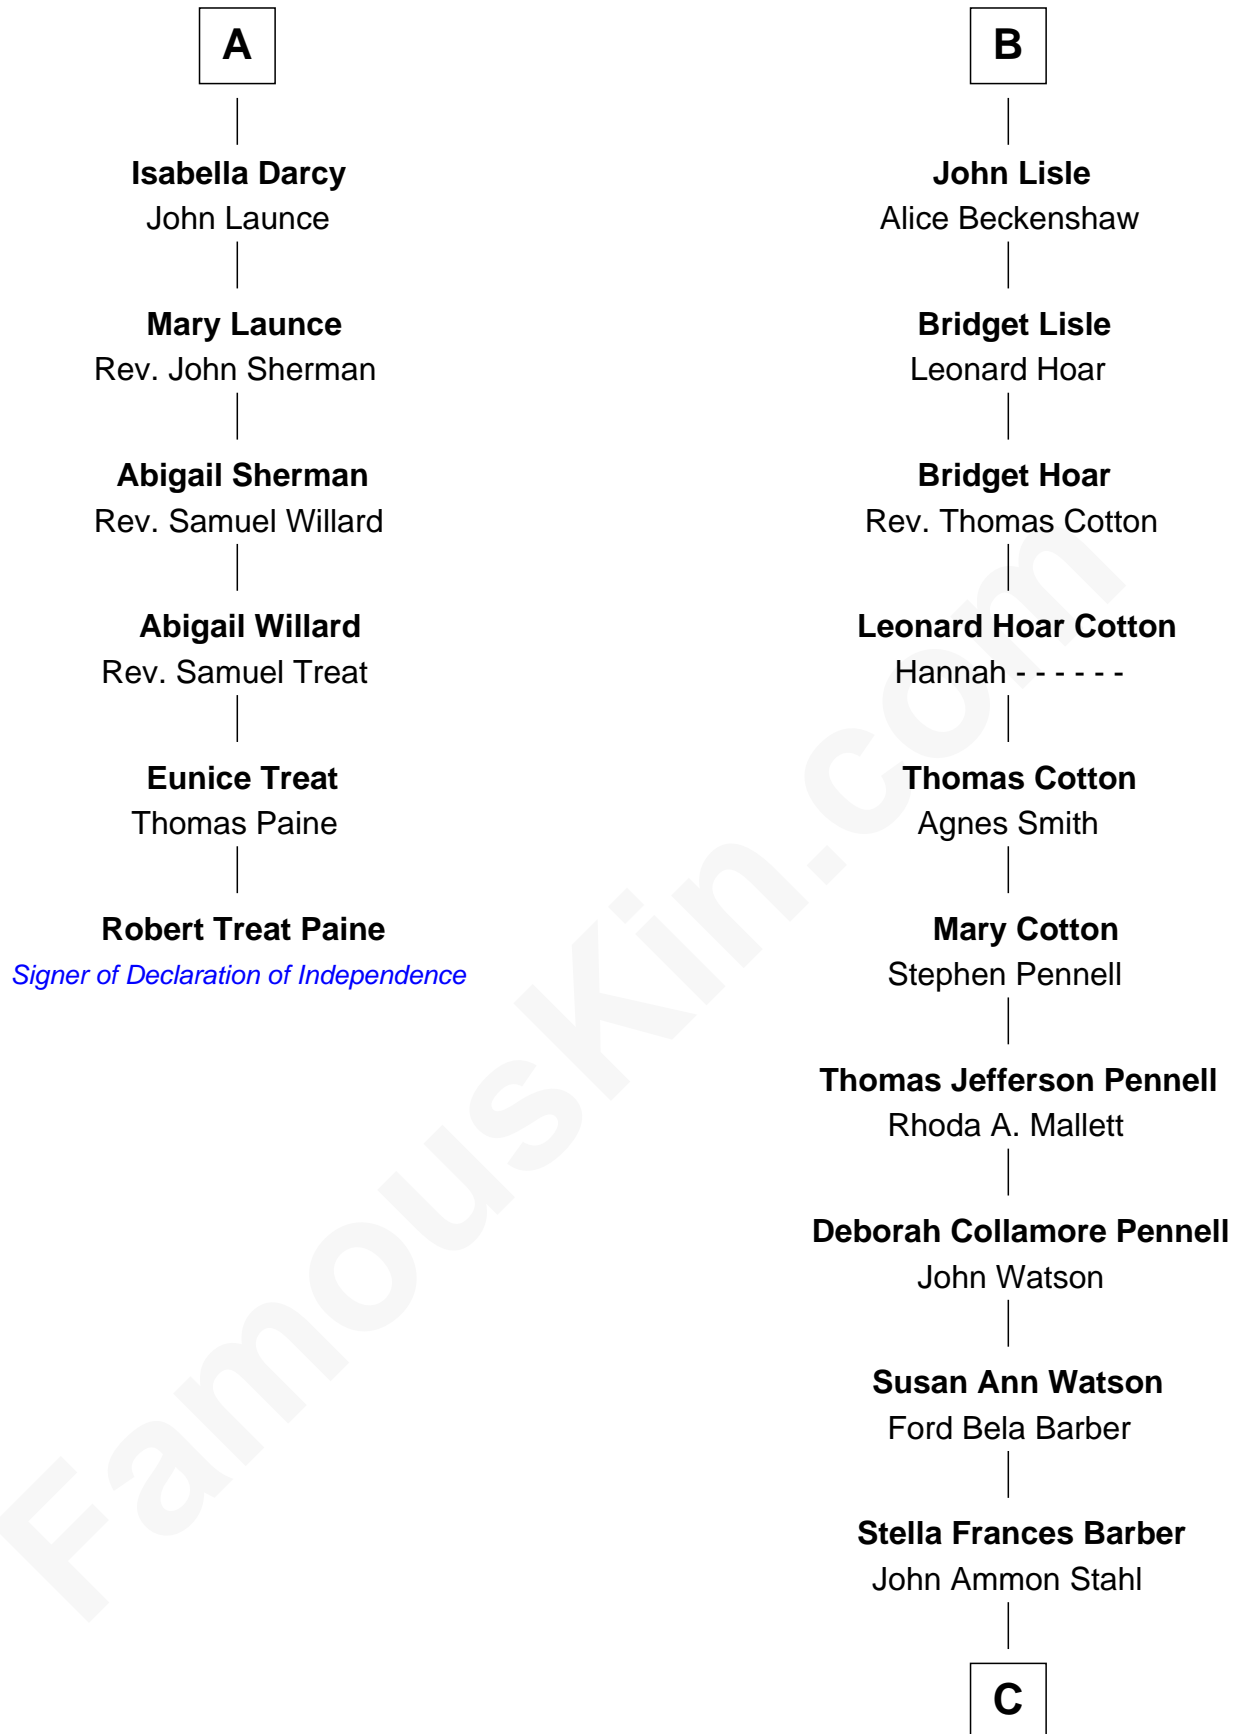 A
Isabella Darcy
John Launce
Mary Launce
Rev. John Sherman
Abigail Sherman
Rev. Samuel Willard
Abigail Willard
Rev. Samuel Treat
Eunice Treat
Thomas Paine
Robert Treat Paine
Signer of Declaration of Independence
B
John Lisle
Alice Beckenshaw
Bridget Lisle
Leonard Hoar
Bridget Hoar
Rev. Thomas Cotton
Leonard Hoar Cotton
Hannah - - - - - -
Thomas Cotton
Agnes Smith
Mary Cotton
Stephen Pennell
Thomas Jefferson Pennell
Rhoda A. Mallett
Deborah Collamore Pennell
John Watson
Susan Ann Watson
Ford Bela Barber
Stella Frances Barber
John Ammon Stahl
C
FamousKin.com